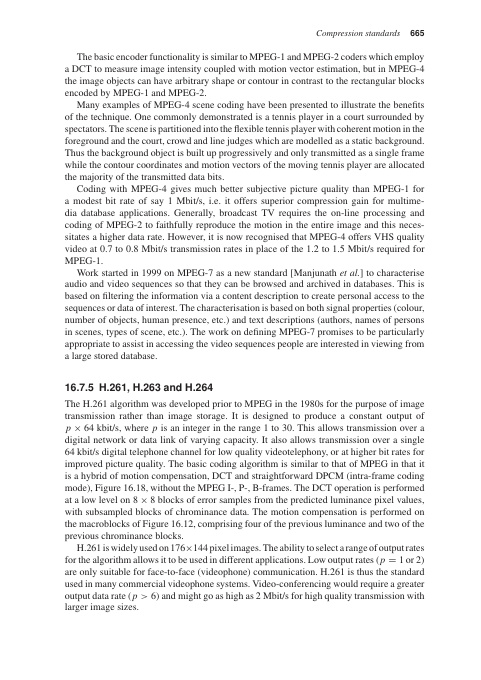 Compression standards 665
The basic encoder functionality is similar to MPEG-1 and MPEG-2 coders which employ
a DCT to measure image intensity coupled with motion vector estimation, but in MPEG-4
the image objects can have arbitrary shape or contour in contrast to the rectangular blocks
encoded by MPEG-1 and MPEG-2.
Many examples of MPEG-4 scene coding have been presented to illustrate the benefits
of the technique. One commonly demonstrated is a tennis player in a court surrounded by
spectators. The scene is partitioned into the flexible tennis player with coherent motion in the
foreground and the court, crowd and line judges which are modelled as a static background.
Thus the background object is built up progressively and only transmitted as a single frame
while the contour coordinates and motion vectors of the moving tennis player are allocated
the majority of the transmitted data bits.
Coding with MPEG-4 gives much better subjective picture quality than MPEG-1 for
a modest bit rate of say 1 Mbit/s, i.e. it offers superior compression gain for multime-
dia database applications. Generally, broadcast TV requires the on-line processing and
coding of MPEG-2 to faithfully reproduce the motion in the entire image and this neces-
sitates a higher data rate. However, it is now recognised that MPEG-4 offers VHS quality
video at 0.7 to 0.8 Mbit/s transmission rates in place of the 1.2 to 1.5 Mbit/s required for
MPEG-1.
Work started in 1999 on MPEG-7 as a new standard [Manjunath et al.] to characterise
audio and video sequences so that they can be browsed and archived in databases. This is
based on filtering the information via a content description to create personal access to the
sequences or data of interest. The characterisation is based on both signal properties (colour,
number of objects, human presence, etc.) and text descriptions (authors, names of persons
in scenes, types of scene, etc.). The work on defining MPEG-7 promises to be particularly
appropriate to assist in accessing the video sequences people are interested in viewing from
a large stored database.
16.7.5 H.261, H.263 and H.264
The H.261 algorithm was developed prior to MPEG in the 1980s for the purpose of image
transmission rather than image storage. It is designed to produce a constant output of
p × 64 kbit/s, where p is an integer in the range 1 to 30. This allows transmission over a
digital network or data link of varying capacity. It also allows transmission over a single
64 kbit/s digital telephone channel for low quality videotelephony, or at higher bit rates for
improved picture quality. The basic coding algorithm is similar to that of MPEG in that it
is a hybrid of motion compensation, DCT and straightforward DPCM (intra-frame coding
mode), Figure 16.18, without the MPEG I-, P-, B-frames. The DCT operation is performed
at a low level on 8 × 8 blocks of error samples from the predicted luminance pixel values,
with subsampled blocks of chrominance data. The motion compensation is performed on
the macroblocks of Figure 16.12, comprising four of the previous luminance and two of the
previous chrominance blocks.
H.261 is widely used on 176×144 pixel images. The ability to select a range of output rates
for the algorithm allows it to be used in different applications. Low output rates (p = 1 or 2)
are only suitable for face-to-face (videophone) communication. H.261 is thus the standard
used in many commercial videophone systems. Video-conferencing would require a greater
output data rate (p > 6) and might go as high as 2 Mbit/s for high quality transmission with
larger image sizes.